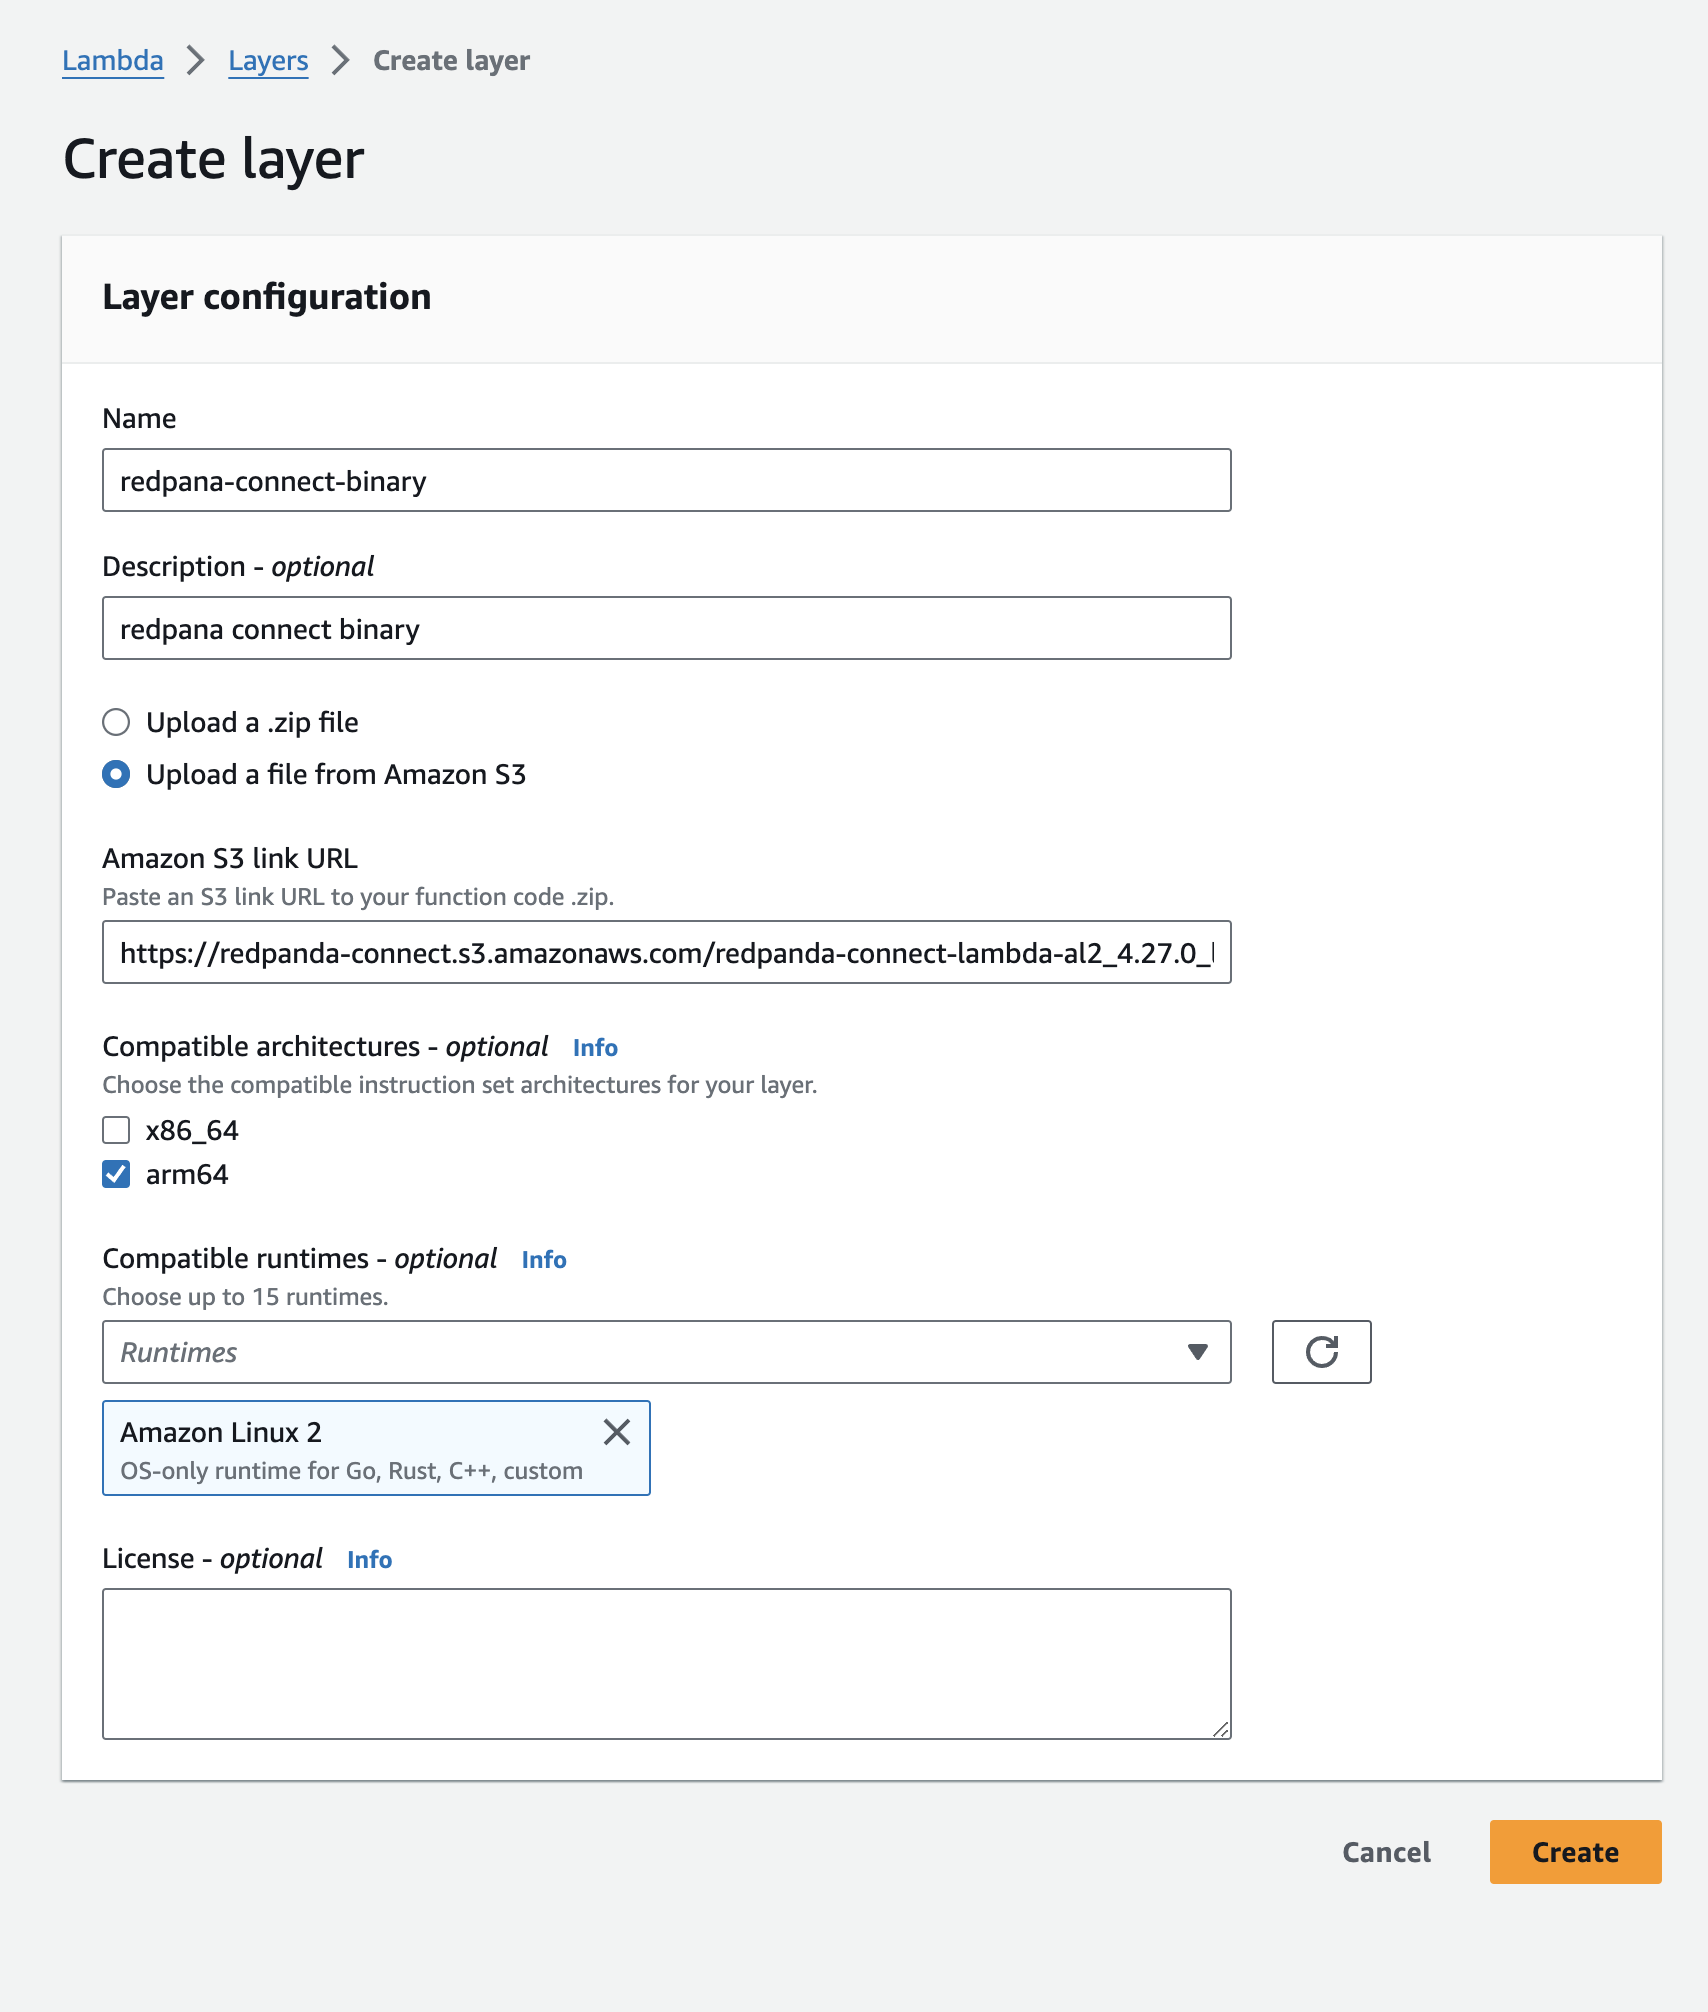 Lambda > Layers > Create layer
Create layer
Layer configuration
Name
redpana-connect-binary
Description - optional
redpana connect binary
Upload a .zip file
Upload a file from Amazon S3
Amazon S3 link URL
Paste an S3 link URL to your function code .zip.
https://redpanda-connect.s3.amazonaws.com/redpanda-connect-lambda-al2_4.27.0_
Compatible architectures - optional Info
Choose the compatible instruction set architectures for your layer.
x86_64
arm64
Compatible runtimes - optional Info
Choose up to 15 runtimes.
Runtimes
Amazon Linux 2
OS-only runtime for Go, Rust, C++, custom
License - optional Info
Cancel Create